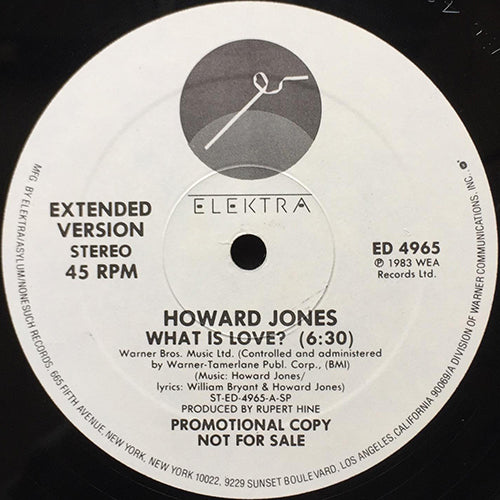 ELEKTRA
EXTENDED
VERSION
STEREO
45 RPM
ED 4965
℗ 1983 WEA
Records Ltd.
HOWARD JONES
WHAT IS LOVE? (6:30)
Warner Bros. Music Ltd. (Controlled and administered
by Warner-Tamerlane Publ. Corp., (BMI)
(Music: Howard Jones/
lyrics: William Bryant & Howard Jones)
ST-ED-4965-A-SP
PRODUCED BY RUPERT HINE
PROMOTIONAL COPY
NOT FOR SALE
MFG. BY ELEKTRA/ASYLUM/NONESUCH RECORDS, 665 FIFTH AVENUE, NEW YORK, NEW YORK 10022, 9229 SUNSET BOULEVARD, LOS ANGELES, CALIFORNIA 90069/A DIVISION OF WARNER COMMUNICATIONS, INC.